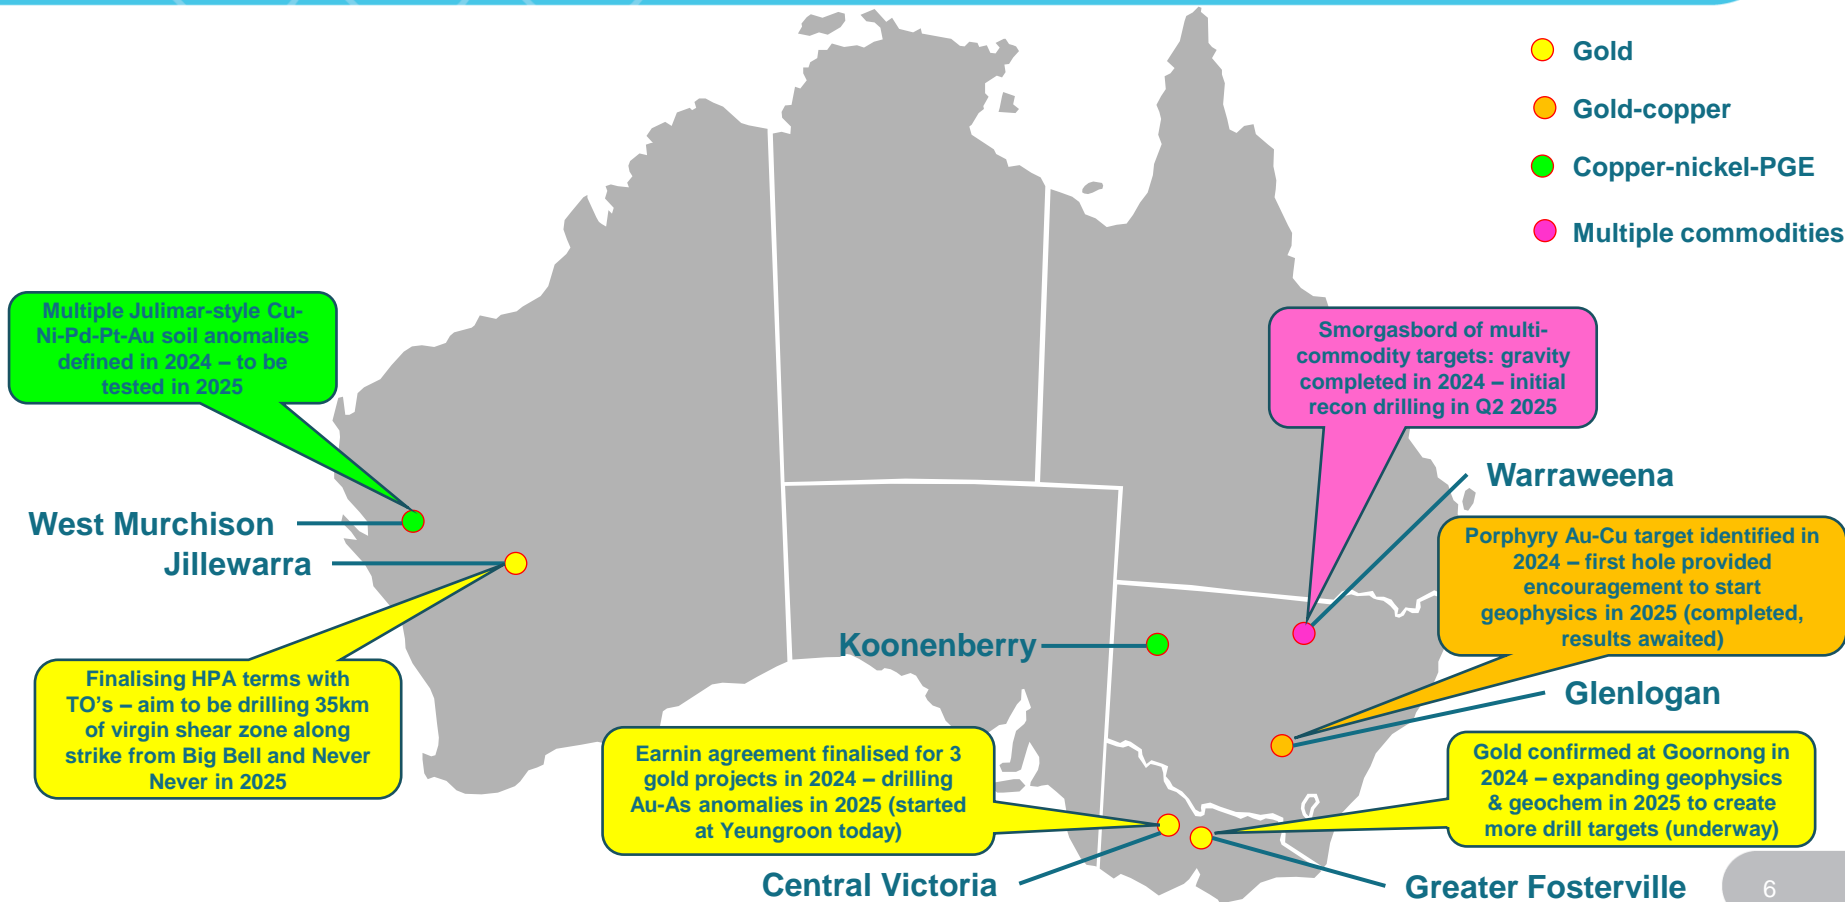 Gold
Gold-copper
Copper-nickel-PGE
Multiple commodities
Multiple Julimar-style Cu-
Ni-Pd-Pt-Au soil anomalies
defined in 2024 – to be
tested in 2025
Smorgasbord of multi-
commodity targets: gravity
completed in 2024 – initial
recon drilling in Q2 2025
Warraweena
West Murchison
Jillewarra
Porphyry Au-Cu target identified in
2024 – first hole provided
encouragement to start
geophysics in 2025 (completed,
results awaited)
Koonenberry
Glenlogan
Finalising HPA terms with
TO's – aim to be drilling 35km
of virgin shear zone along
strike from Big Bell and Never
Never in 2025
Earnin agreement finalised for 3
gold projects in 2024 – drilling
Au-As anomalies in 2025 (started
at Yeungroon today)
Gold confirmed at Goornong in
2024 – expanding geophysics
& geochem in 2025 to create
more drill targets (underway)
Central Victoria
Greater Fosterville
6